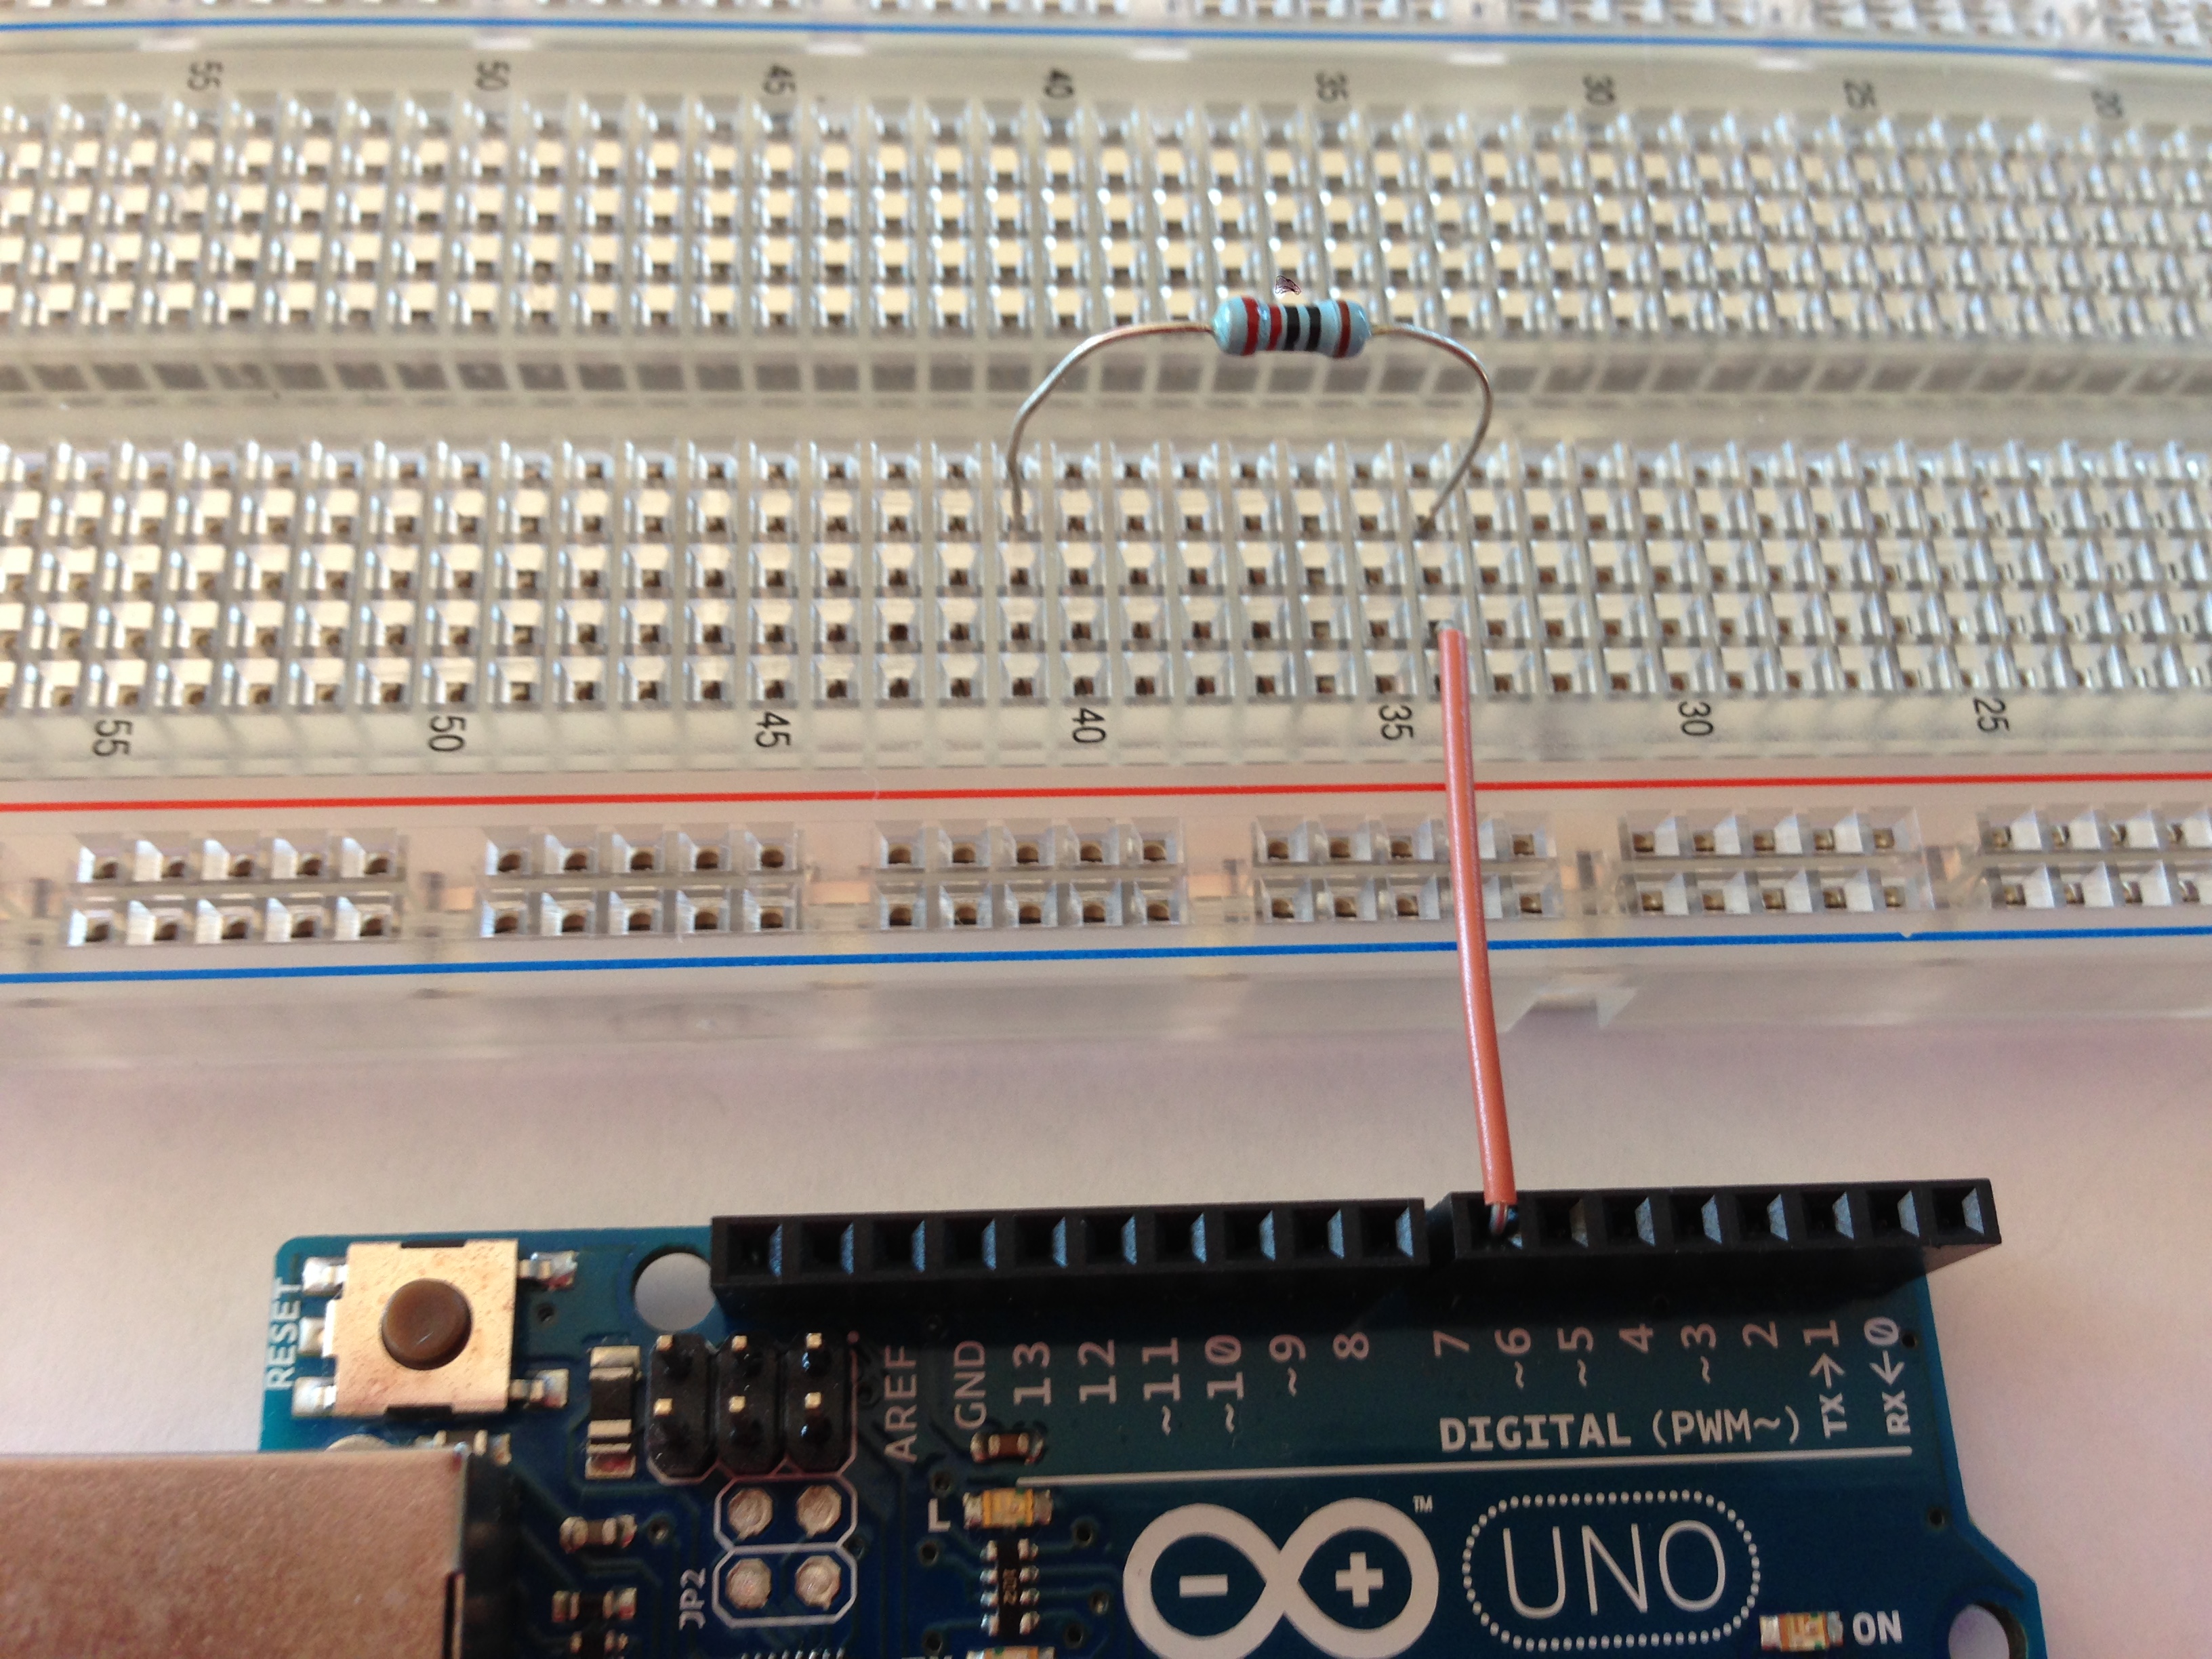 55 50 45 40 35 30 25 20
55 50 45 40 35 30 25
RESET
AREF
GND
13
12
~11
~10
~9
8
7
~6
~5
4
~3
2
TX→1
RX←0
DIGITAL (PWM~)
L
JP2
TM
UNO
ON